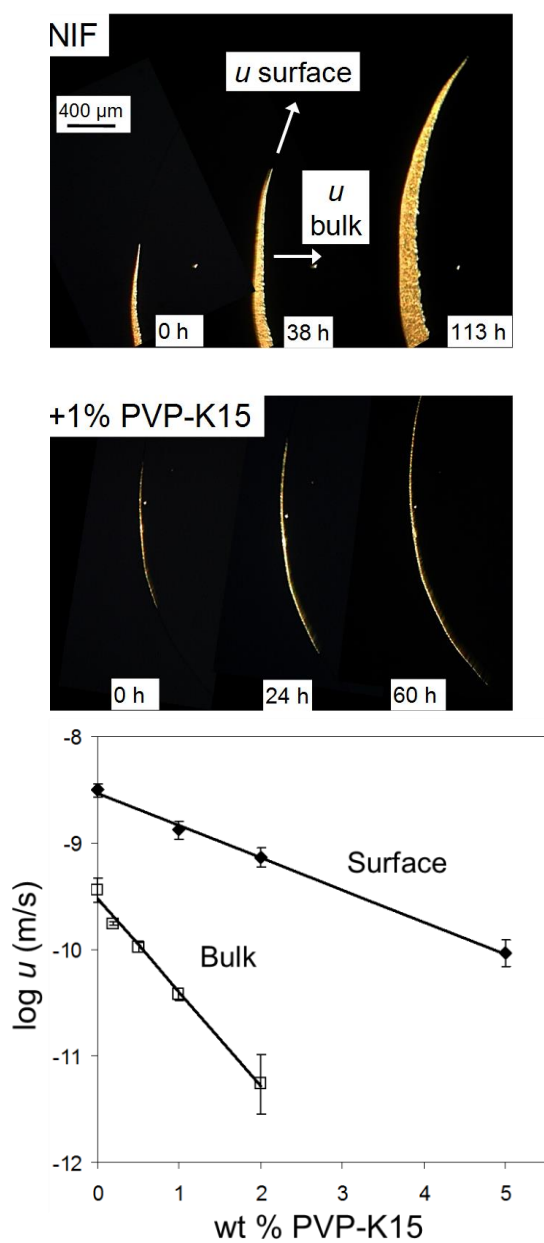 NIF
u surface
400 µm
u
bulk
0 h
38 h
113 h
+1% PVP-K15
0 h
24 h
60 h
-8
-9
-10
-11
-12
log u (m/s)
Surface
Bulk
0
1
2
3
4
5
wt % PVP-K15